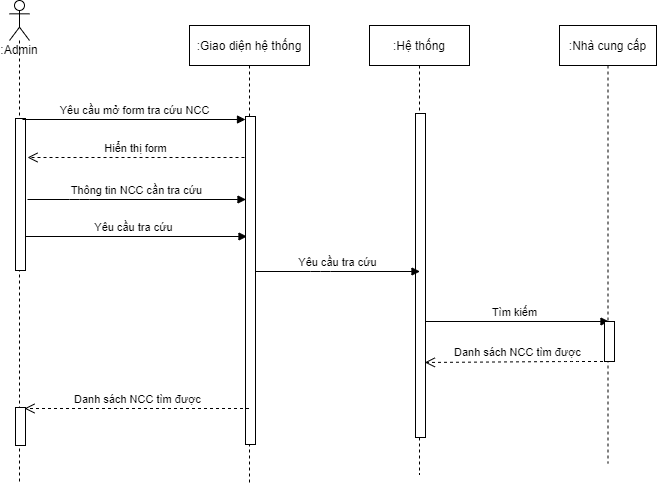 :Admin
:Giao diện hệ thống
:Hệ thống
:Nhà cung cấp
Yêu cầu mở form tra cứu NCC
Hiển thị form
Thông tin NCC cần tra cứu
Yêu cầu tra cứu
Yêu cầu tra cứu
Tìm kiếm
Danh sách NCC tìm được
Danh sách NCC tìm được